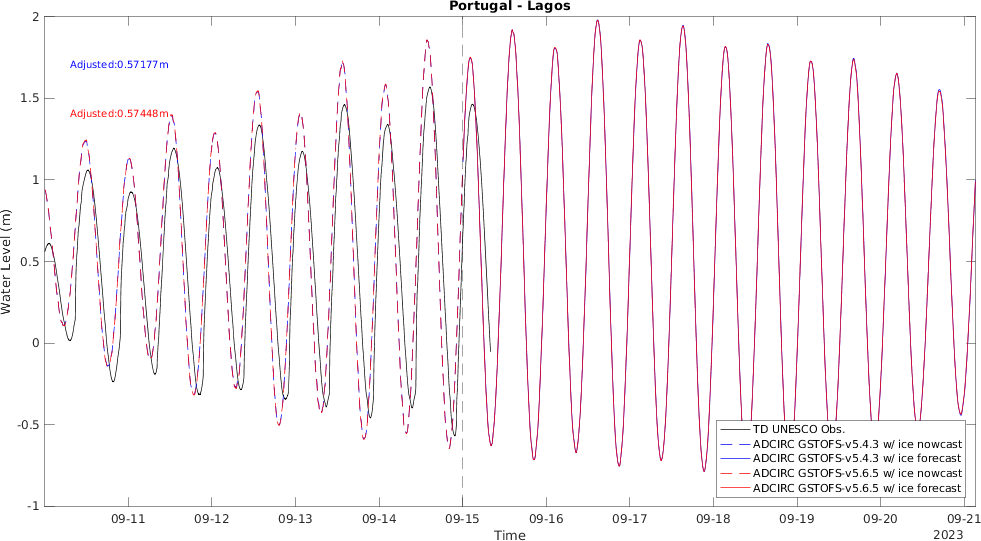 Portugal - Lagos
2
1.5
1
0.5
0
-0.5
-1
Water Level (m)
Adjusted:0.57177m
Adjusted:0.57448m
TD UNESCO Obs.
ADCIRC GSTOFS-v5.4.3 w/ ice nowcast
ADCIRC GSTOFS-v5.4.3 w/ ice forecast
ADCIRC GSTOFS-v5.6.5 w/ ice nowcast
ADCIRC GSTOFS-v5.6.5 w/ ice forecast
09-11 09-12 09-13 09-14 09-15 09-16 09-17 09-18 09-19 09-20 09-21
Time
2023